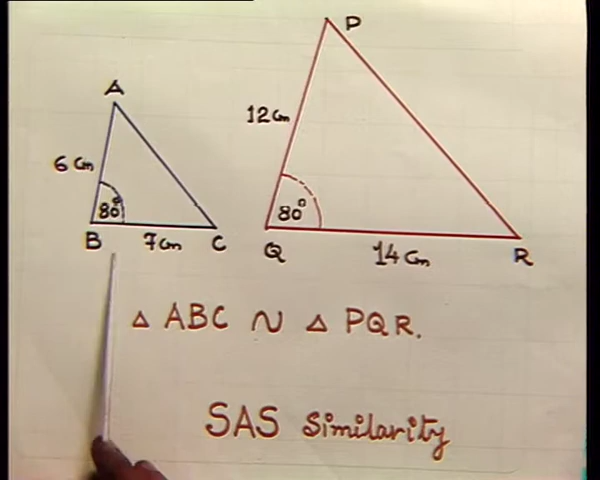 P
A
12 Cm
6 Cm
80°
80°
B
7 Cm
C
Q
14 Cm
R
△ ABC ~ △ PQR.
SAS Similarity